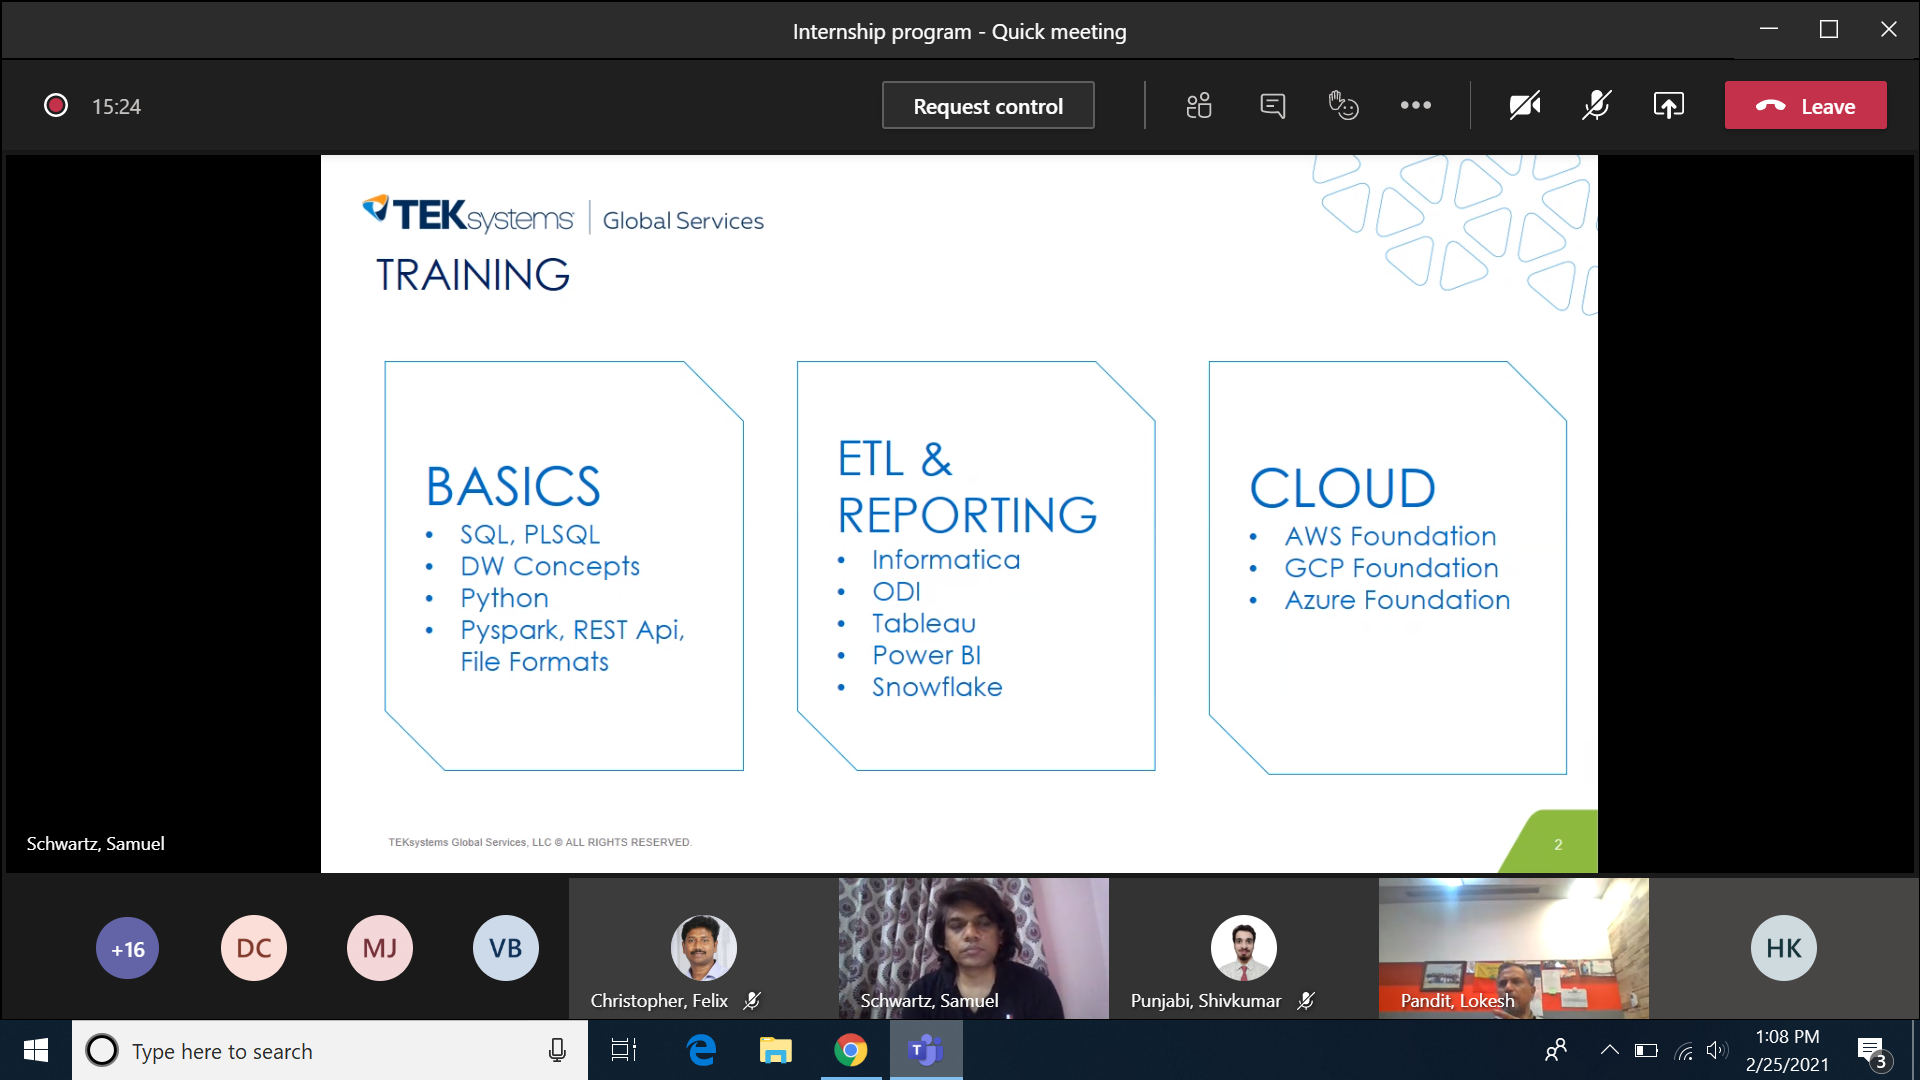 Internship program - Quick meeting
15:24
Request control
Leave
TEKsystems | Global Services
TRAINING
BASICS
• SQL, PLSQL
• DW Concepts
• Python
• Pyspark, REST Api,
File Formats
ETL &
REPORTING
• Informatica
• ODI
• Tableau
• Power BI
• Snowflake
CLOUD
• AWS Foundation
• GCP Foundation
• Azure Foundation
TEKsystems Global Services, LLC © ALL RIGHTS RESERVED.
2
Schwartz, Samuel
+16
DC
MJ
VB
Christopher, Felix
Schwartz, Samuel
Punjabi, Shivkumar
Pandit, Lokesh
HK
Type here to search
1:08 PM
2/25/2021
3